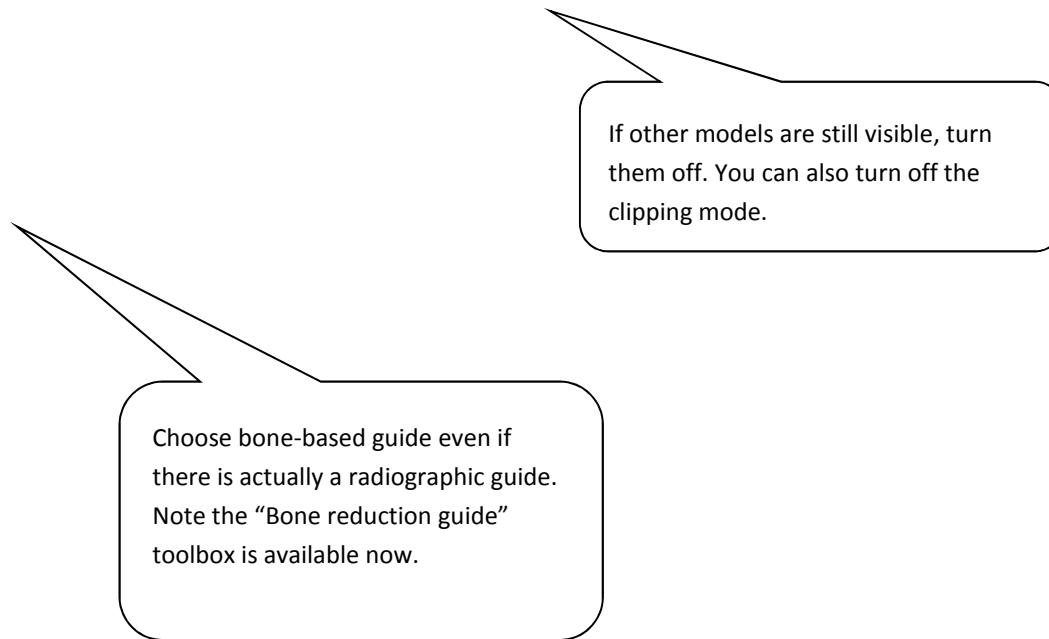 If other models are still visible, turn
them off. You can also turn off the
clipping mode.
Choose bone-based guide even if
there is actually a radiographic guide.
Note the “Bone reduction guide”
toolbox is available now.